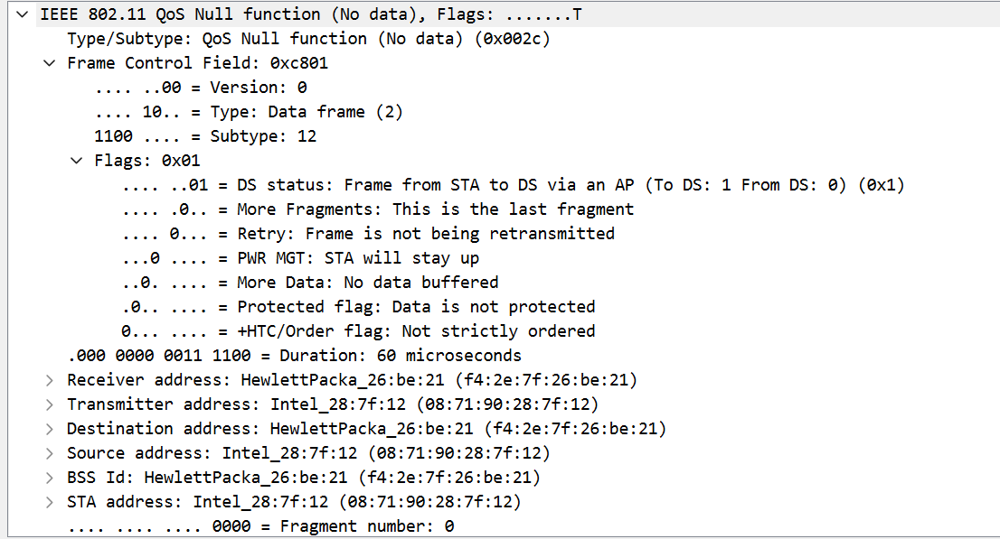 IEEE 802.11 QoS Null function (No data), Flags: .......T
Type/Subtype: QoS Null function (No data) (0x002c)
Frame Control Field: 0xc801
.... ..00 = Version: 0
.... 10.. = Type: Data frame (2)
1100 .... = Subtype: 12
Flags: 0x01
.... ..01 = DS status: Frame from STA to DS via an AP (To DS: 1 From DS: 0) (0x1)
.... .0.. = More Fragments: This is the last fragment
.... 0... = Retry: Frame is not being retransmitted
...0 .... = PWR MGT: STA will stay up
..0. .... = More Data: No data buffered
.0.. .... = Protected flag: Data is not protected
0... .... = +HTC/Order flag: Not strictly ordered
.000 0000 0011 1100 = Duration: 60 microseconds
Receiver address: HewlettPacka_26:be:21 (f4:2e:7f:26:be:21)
Transmitter address: Intel_28:7f:12 (08:71:90:28:7f:12)
Destination address: HewlettPacka_26:be:21 (f4:2e:7f:26:be:21)
Source address: Intel_28:7f:12 (08:71:90:28:7f:12)
BSS Id: HewlettPacka_26:be:21 (f4:2e:7f:26:be:21)
STA address: Intel_28:7f:12 (08:71:90:28:7f:12)
.... .... .... 0000 = Fragment number: 0